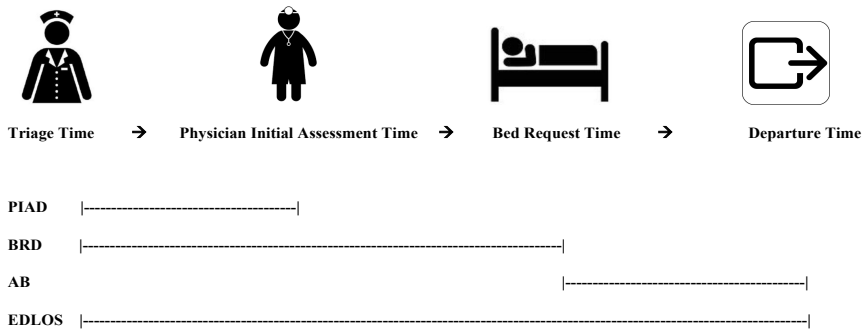 Triage Time → Physician Initial Assessment Time → Bed Request Time → Departure Time
PIAD
BRD
AB
EDLOS